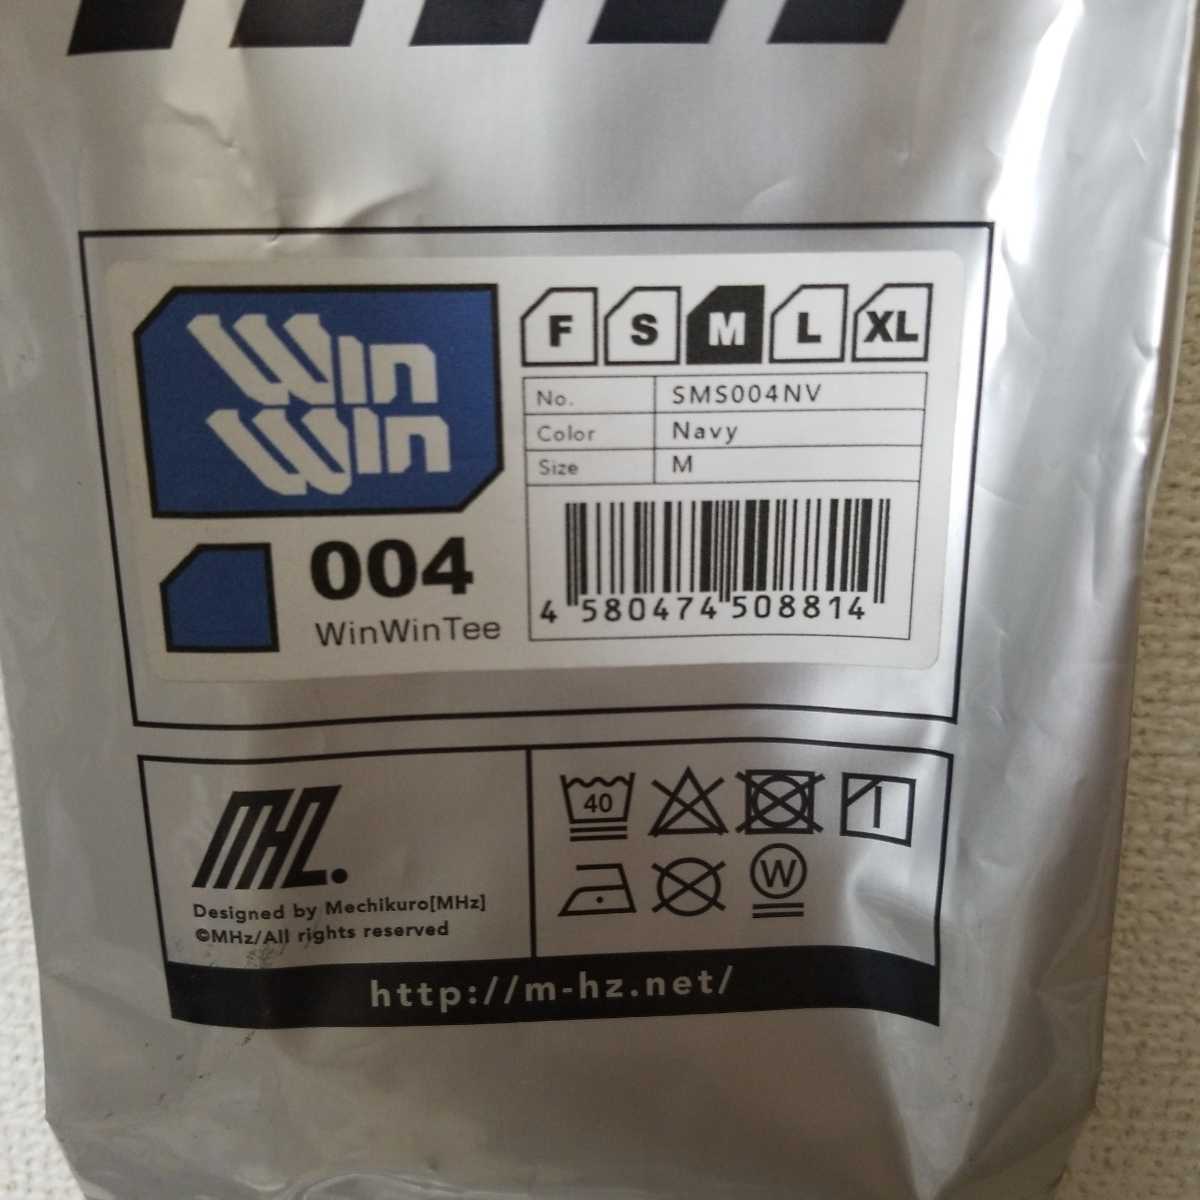 Win
Win
004
WinWinTee
F S M L XL
No. SMS004NV
Color Navy
Size M
4 580474 508814
MHZ.
Designed by Mechikuro[MHz]
©MHz/All rights reserved
40
W
http://m-hz.net/